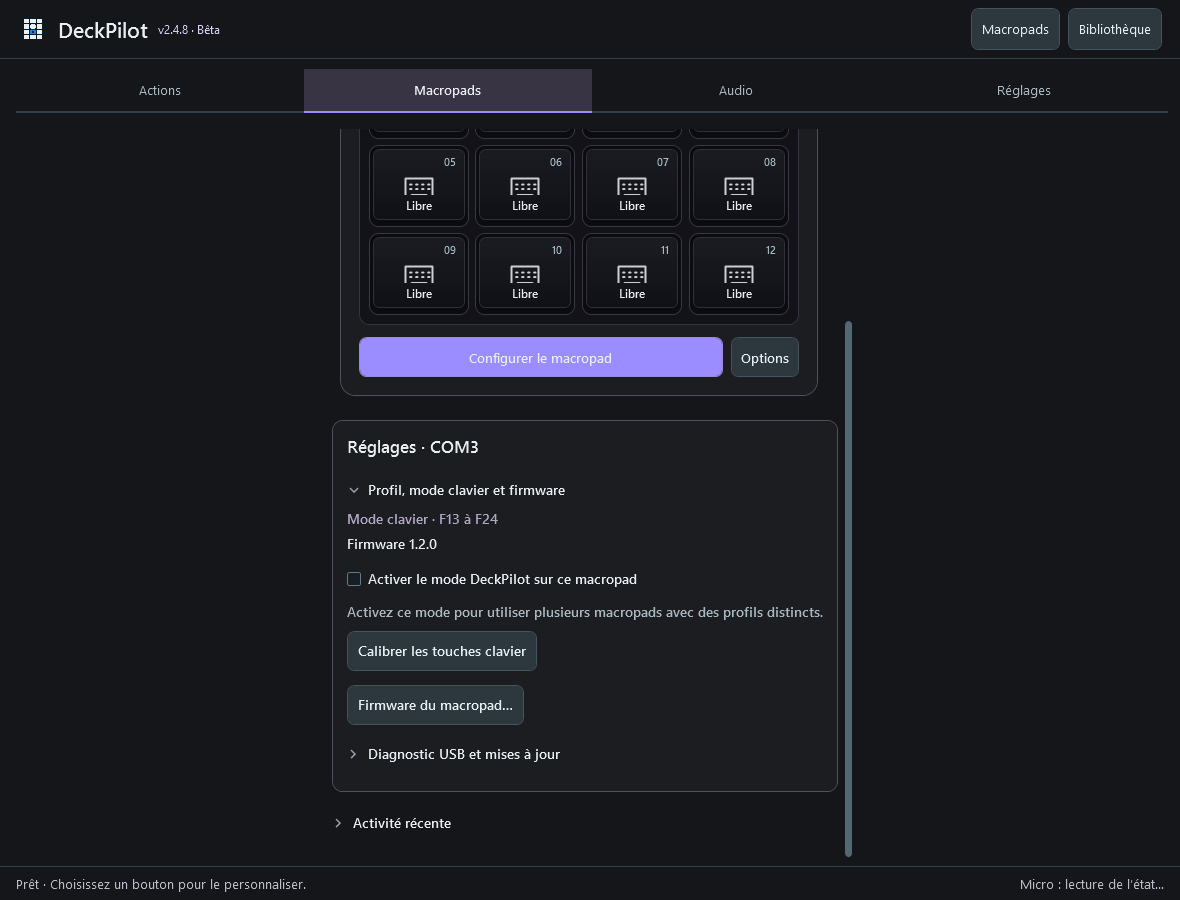 DeckPilot v2.4.8 · Bêta
Macropads
Bibliothèque
Actions
Macropads
Audio
Réglages
05
Libre
06
Libre
07
Libre
08
Libre
09
Libre
10
Libre
11
Libre
12
Libre
Configurer le macropad
Options
Réglages · COM3
Profil, mode clavier et firmware
Mode clavier · F13 à F24
Firmware 1.2.0
Activer le mode DeckPilot sur ce macropad
Activez ce mode pour utiliser plusieurs macropads avec des profils distincts.
Calibrer les touches clavier
Firmware du macropad...
Diagnostic USB et mises à jour
Activité récente
Prêt · Choisissez un bouton pour le personnaliser.
Micro : lecture de l'état...